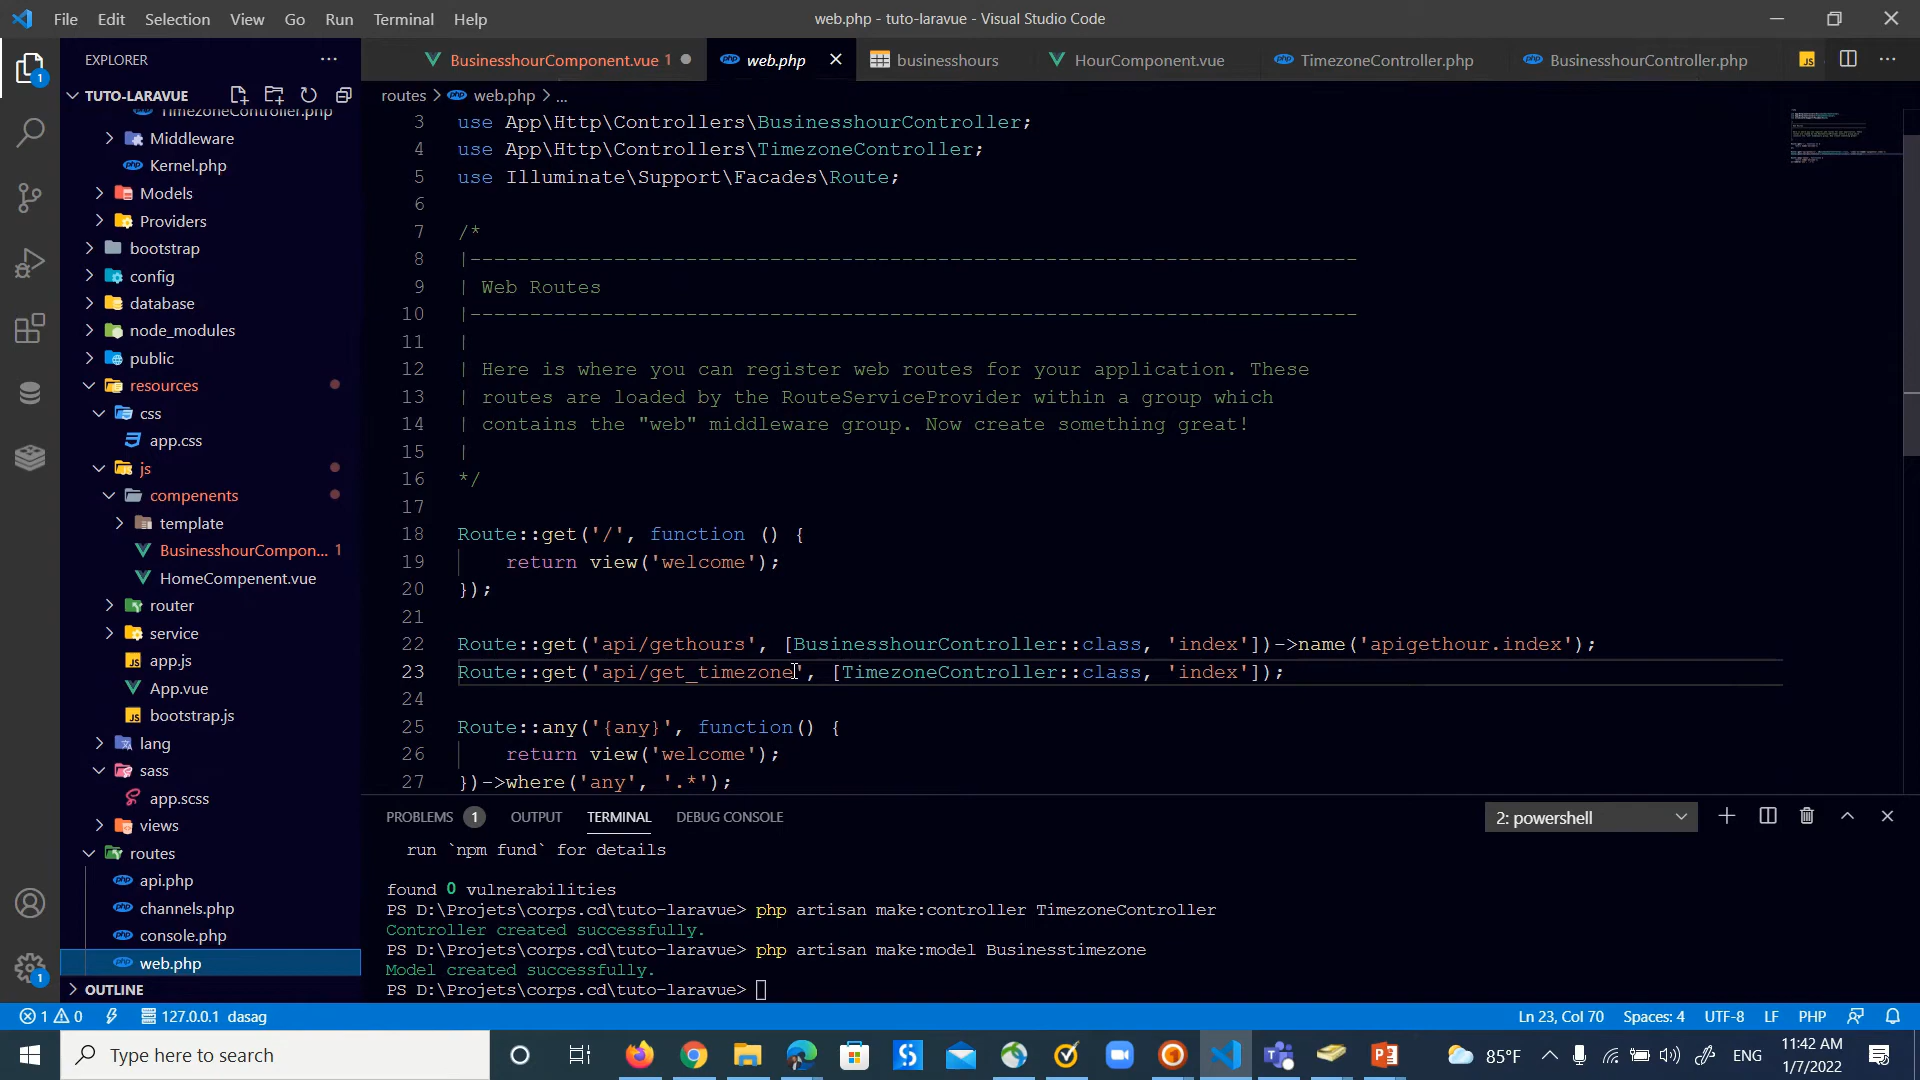 File Edit Selection View Go Run Terminal Help
web.php - tuto-laravue - Visual Studio Code
EXPLORER
BusinesshourComponent.vue 1
web.php
businesshours
HourComponent.vue
TimezoneController.php
BusinesshourController.php
TUTO-LARAVUE
routes > web.php > ...
TimezoneController.php
Middleware
Kernel.php
Models
Providers
bootstrap
config
database
node_modules
public
resources
css
app.css
js
compenents
template
BusinesshourCompon... 1
HomeCompenent.vue
router
service
app.js
App.vue
bootstrap.js
lang
sass
app.scss
views
routes
api.php
channels.php
console.php
web.php
OUTLINE
3 use App\Http\Controllers\BusinesshourController;
4 use App\Http\Controllers\TimezoneController;
5 use Illuminate\Support\Facades\Route;
6
7 /*
8 |--------------------------------------------------------------------------
9 | Web Routes
10 |--------------------------------------------------------------------------
11 |
12 | Here is where you can register web routes for your application. These
13 | routes are loaded by the RouteServiceProvider within a group which
14 | contains the "web" middleware group. Now create something great!
15 |
16 */
17
18 Route::get('/', function () {
19 return view('welcome');
20 });
21
22 Route::get('api/gethours', [BusinesshourController::class, 'index'])->name('apigethour.index');
23 Route::get('api/get_timezone', [TimezoneController::class, 'index']);
24
25 Route::any('{any}', function() {
26 return view('welcome');
27 })->where('any', '.*');
PROBLEMS 1 OUTPUT TERMINAL DEBUG CONSOLE
2: powershell
run `npm fund` for details
found 0 vulnerabilities
PS D:\Projets\corps.cd\tuto-laravue> php artisan make:controller TimezoneController
Controller created successfully.
PS D:\Projets\corps.cd\tuto-laravue> php artisan make:model Businesstimezone
Model created successfully.
PS D:\Projets\corps.cd\tuto-laravue>
1 0 127.0.0.1 dasag
Ln 23, Col 70 Spaces: 4 UTF-8 LF PHP
Type here to search
85°F
ENG
11:42 AM
1/7/2022